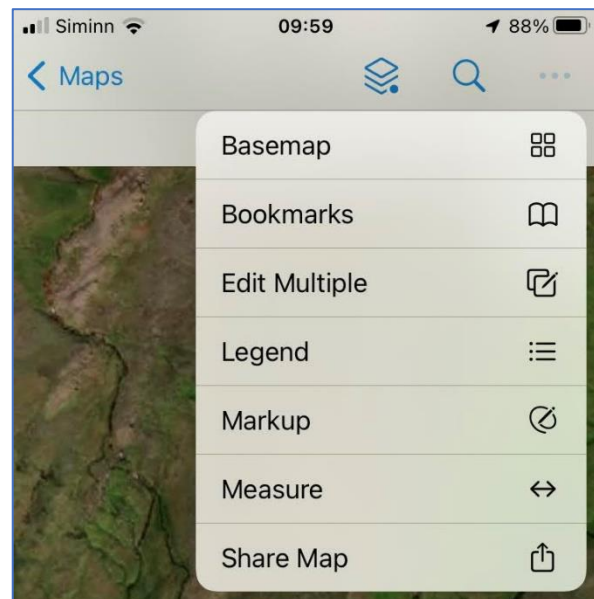 Siminn 09:59 88%
Maps
Basemap
Bookmarks
Edit Multiple
Legend
Markup
Measure
Share Map